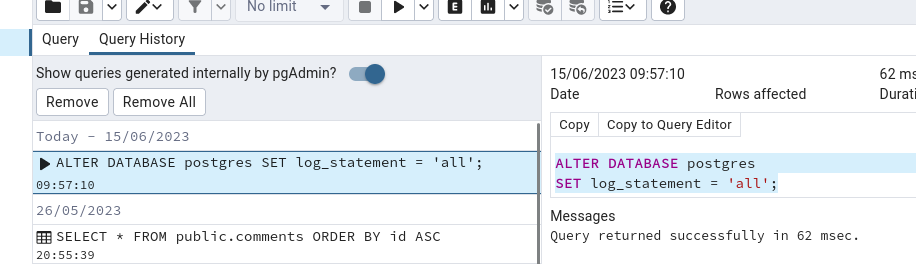 No limit
Query
Query History
Show queries generated internally by pgAdmin?
Remove
Remove All
Today - 15/06/2023
ALTER DATABASE postgres SET log_statement = 'all';
09:57:10
26/05/2023
SELECT * FROM public.comments ORDER BY id ASC
20:55:39
15/06/2023 09:57:10
62 ms
Date
Rows affected
Copy
Copy to Query Editor
ALTER DATABASE postgres
SET log_statement = 'all';
Messages
Query returned successfully in 62 msec.